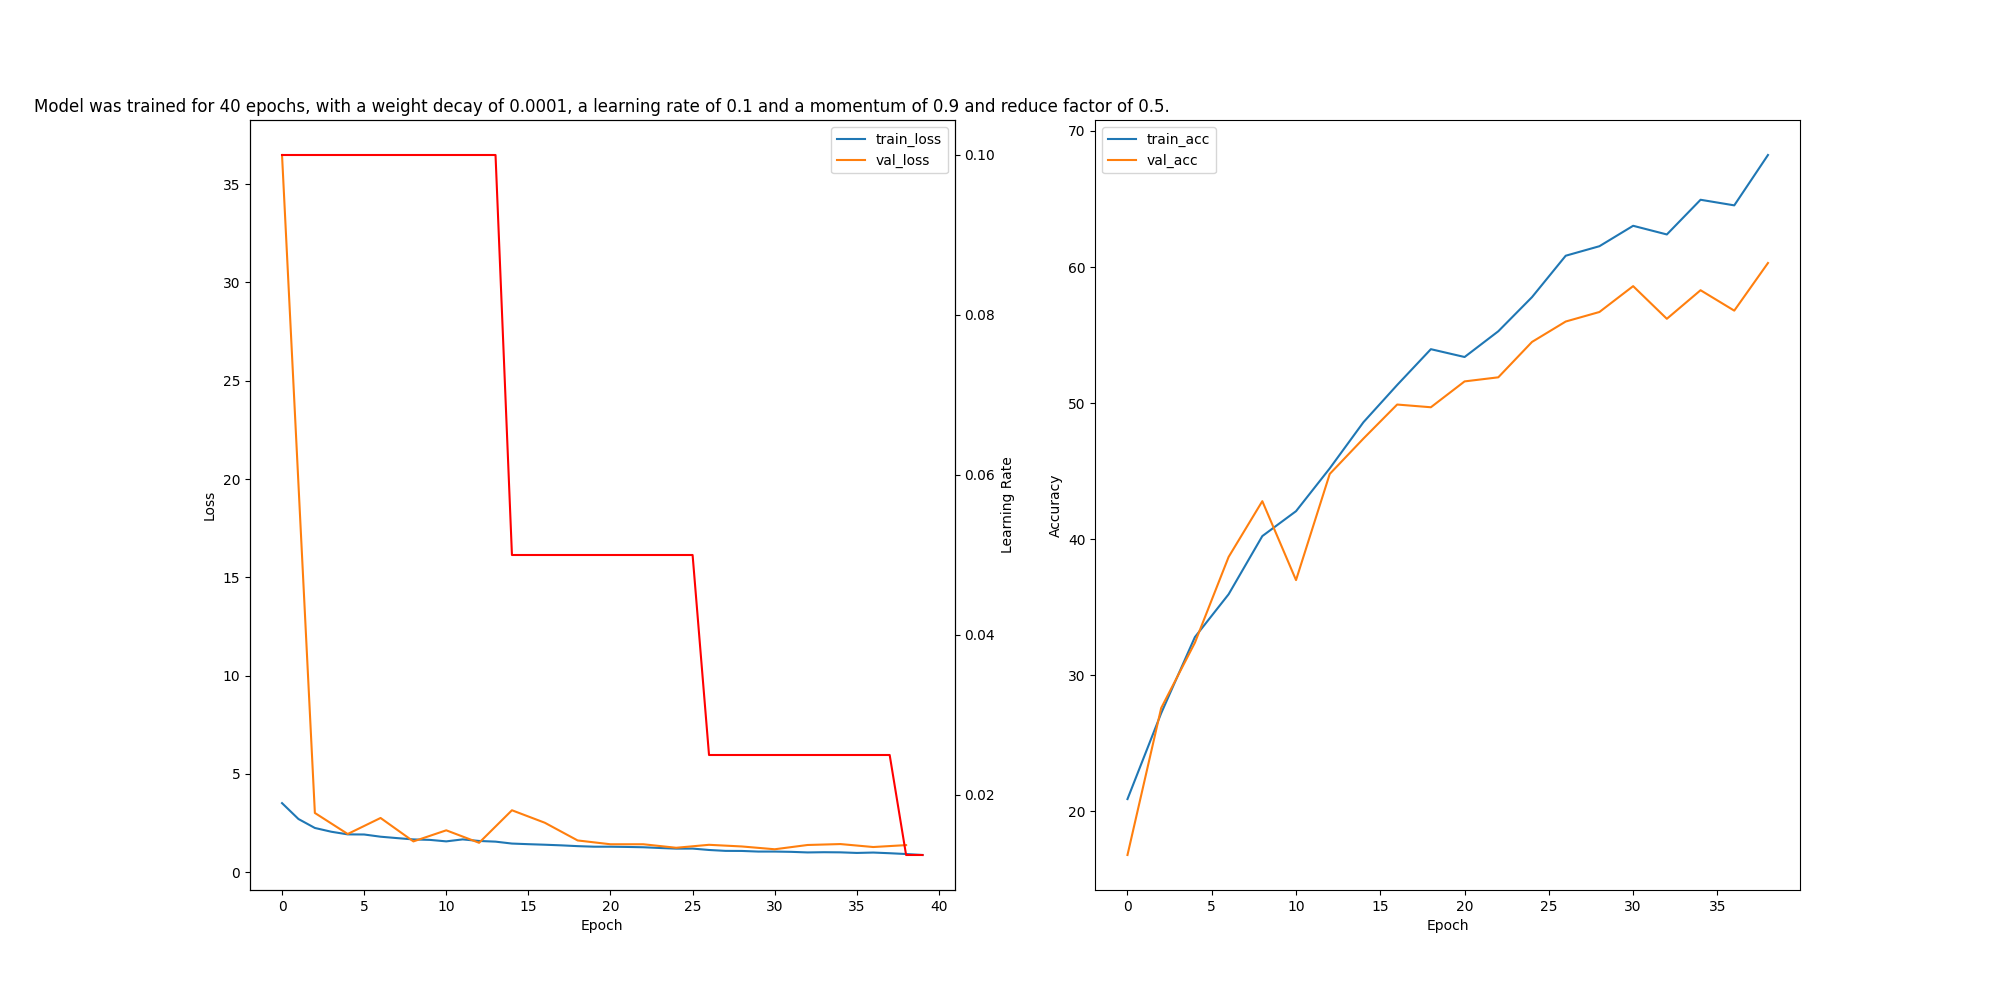 Model was trained for 40 epochs, with a weight decay of 0.0001, a learning rate of 0.1 and a momentum of 0.9 and reduce factor of 0.5.
train_loss
val_loss
35
30
25
20
15
10
5
0
Loss
0.10
0.08
0.06
0.04
0.02
Learning Rate
0 5 10 15 20 25 30 35 40
Epoch
train_acc
val_acc
70
60
50
40
30
20
Accuracy
0 5 10 15 20 25 30 35
Epoch